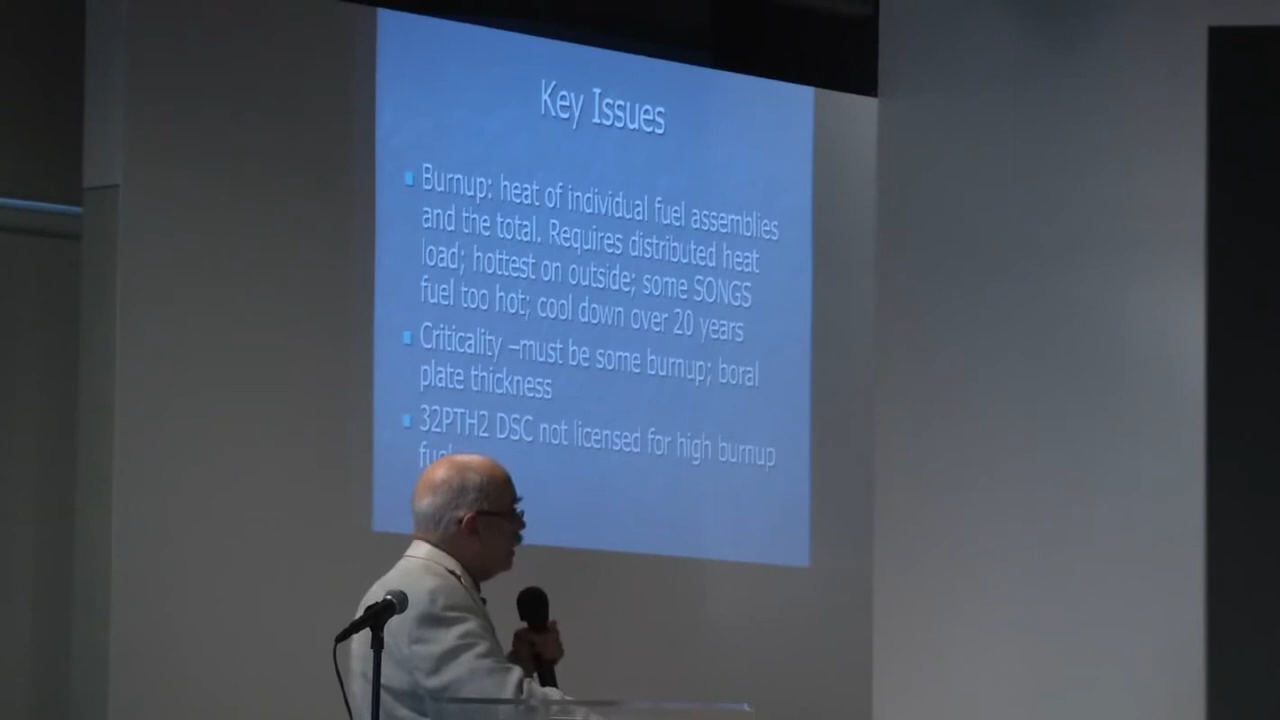 Key Issues
Burnup: heat of individual fuel assemblies
and the total. Requires distributed heat
load; hottest on outside; some SONGS
fuel too hot; cool down over 20 years
Criticality –must be some burnup; boral
plate thickness
32PTH2 DSC not licensed for high burnup